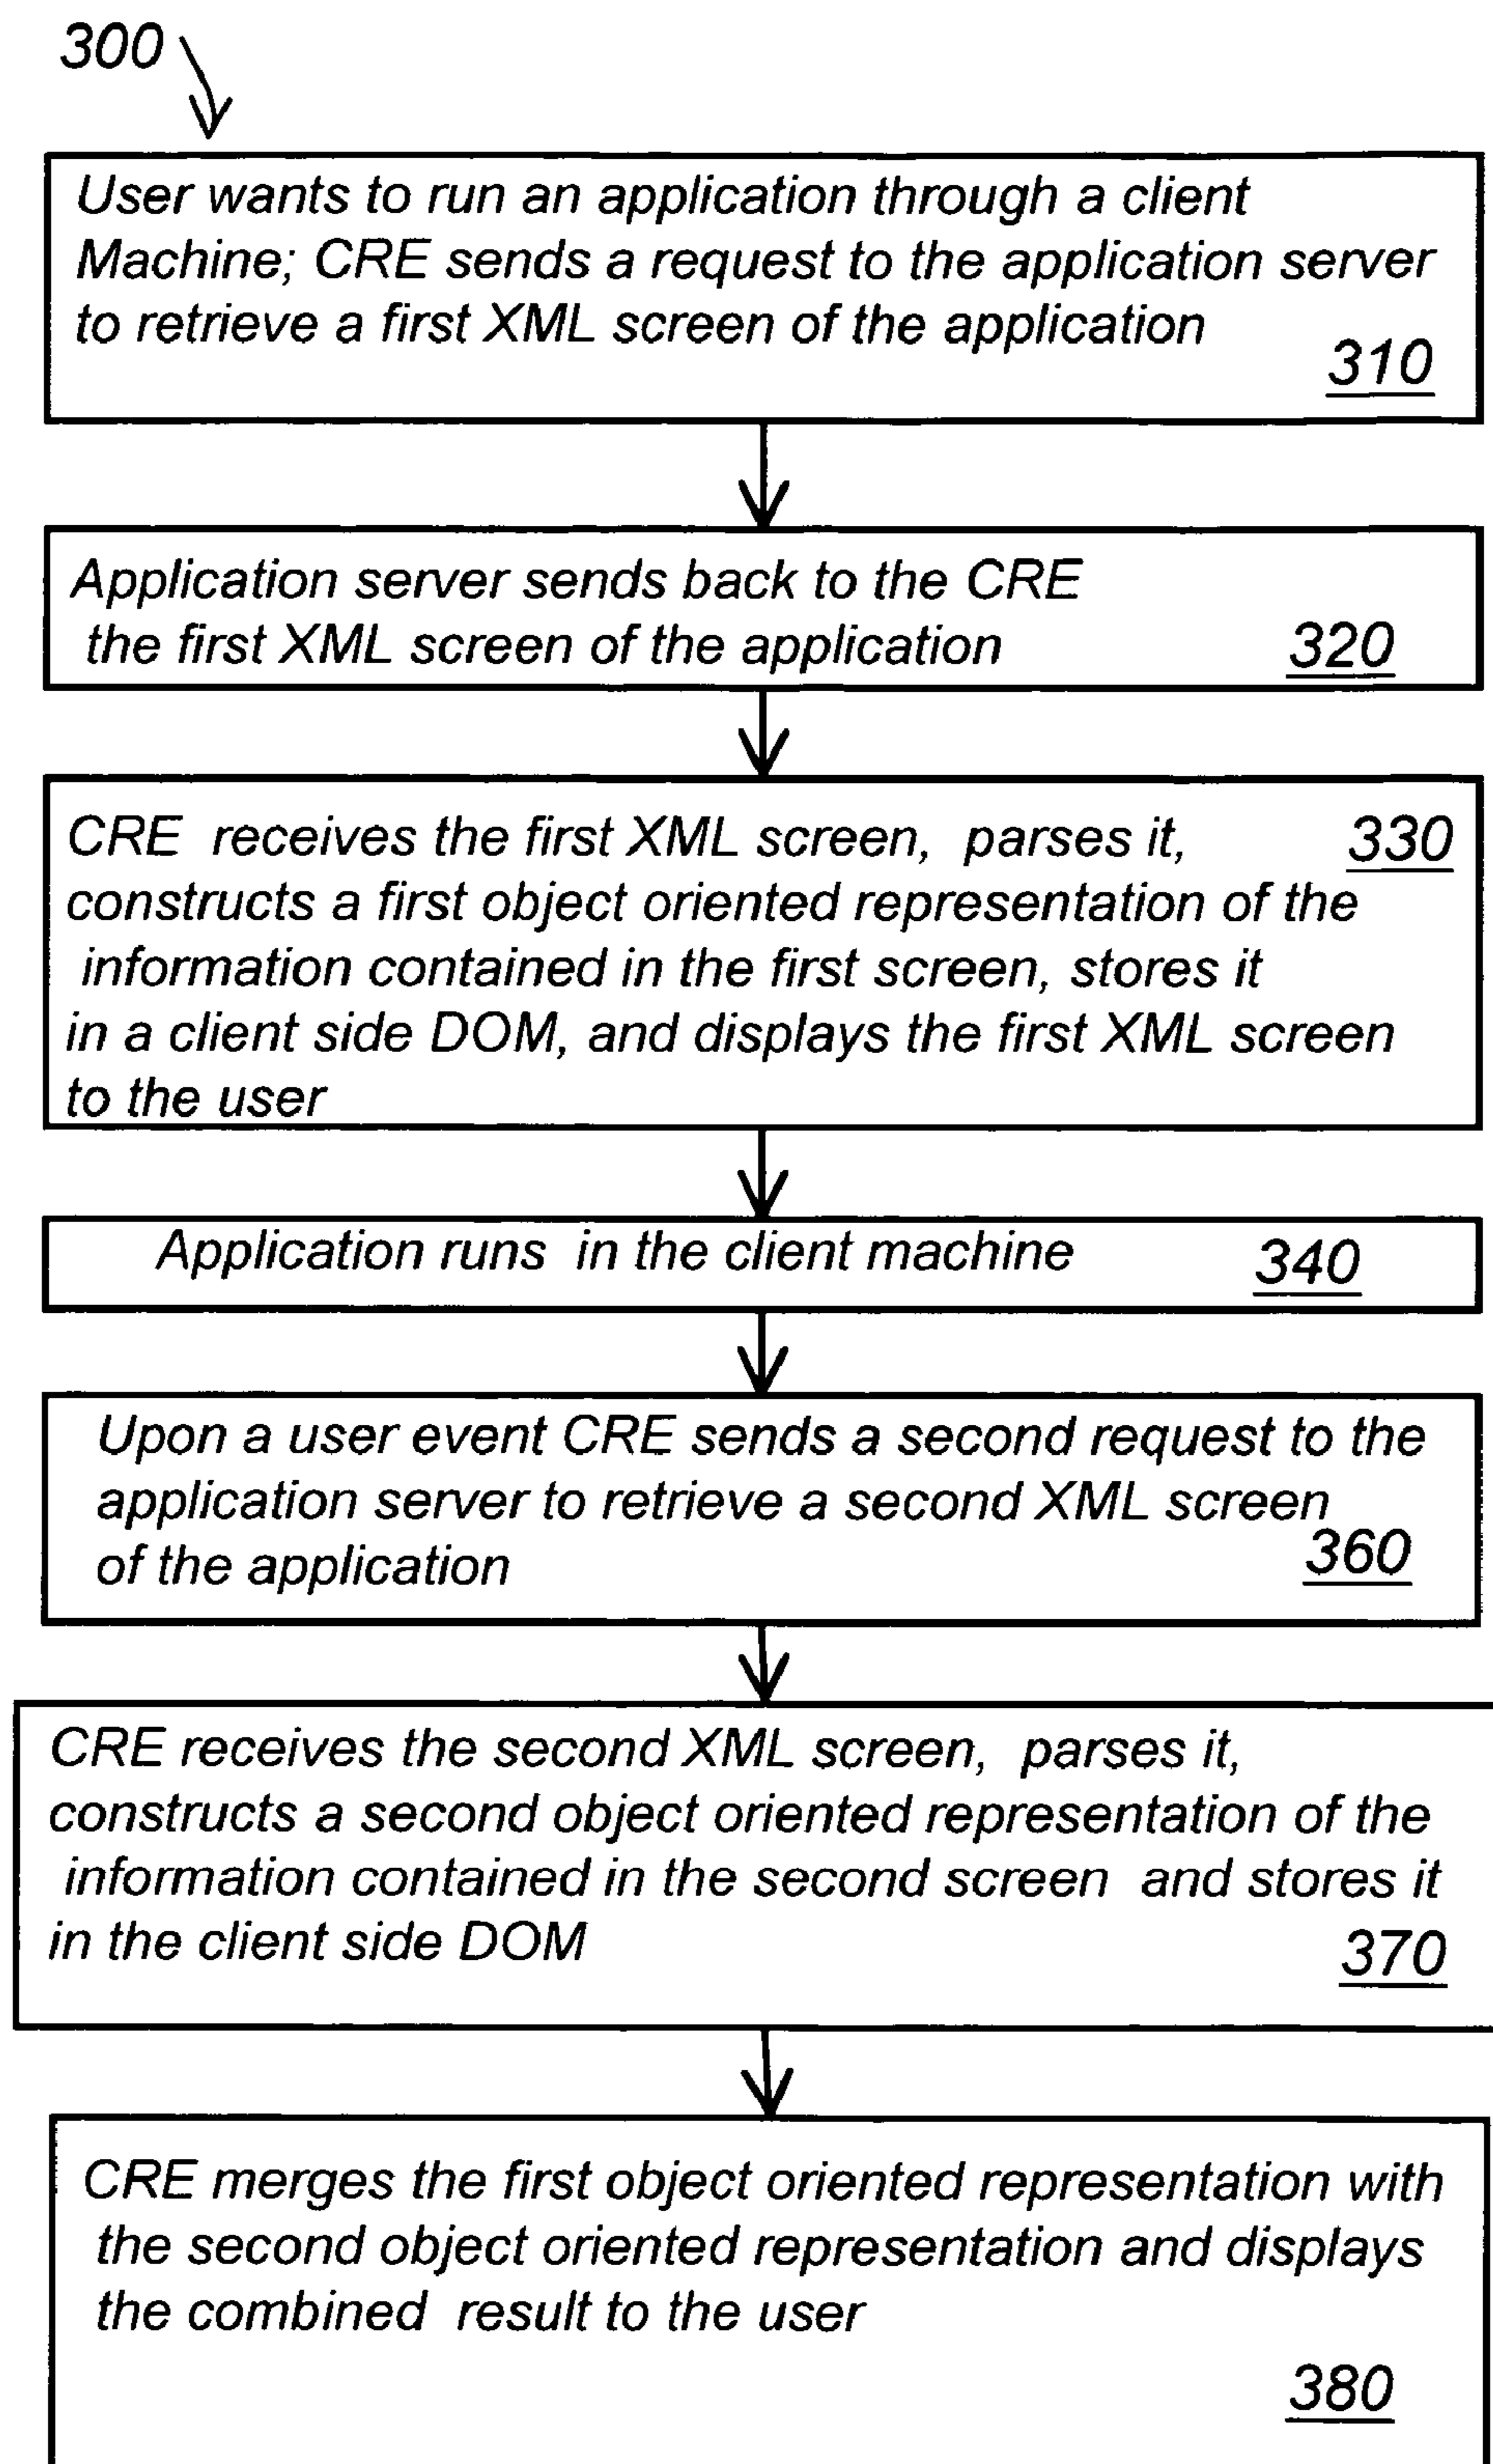 300
User wants to run an application through a client
Machine; CRE sends a request to the application server
to retrieve a first XML screen of the application
310
Application server sends back to the CRE
the first XML screen of the application
320
CRE receives the first XML screen, parses it,
330
constructs a first object oriented representation of the
information contained in the first screen, stores it
in a client side DOM, and displays the first XML screen
to the user
Application runs in the client machine
340
Upon a user event CRE sends a second request to the
application server to retrieve a second XML screen
of the application
360
CRE receives the second XML screen, parses it,
constructs a second object oriented representation of the
information contained in the second screen and stores it
in the client side DOM
370
CRE merges the first object oriented representation with
the second object oriented representation and displays
the combined result to the user
380